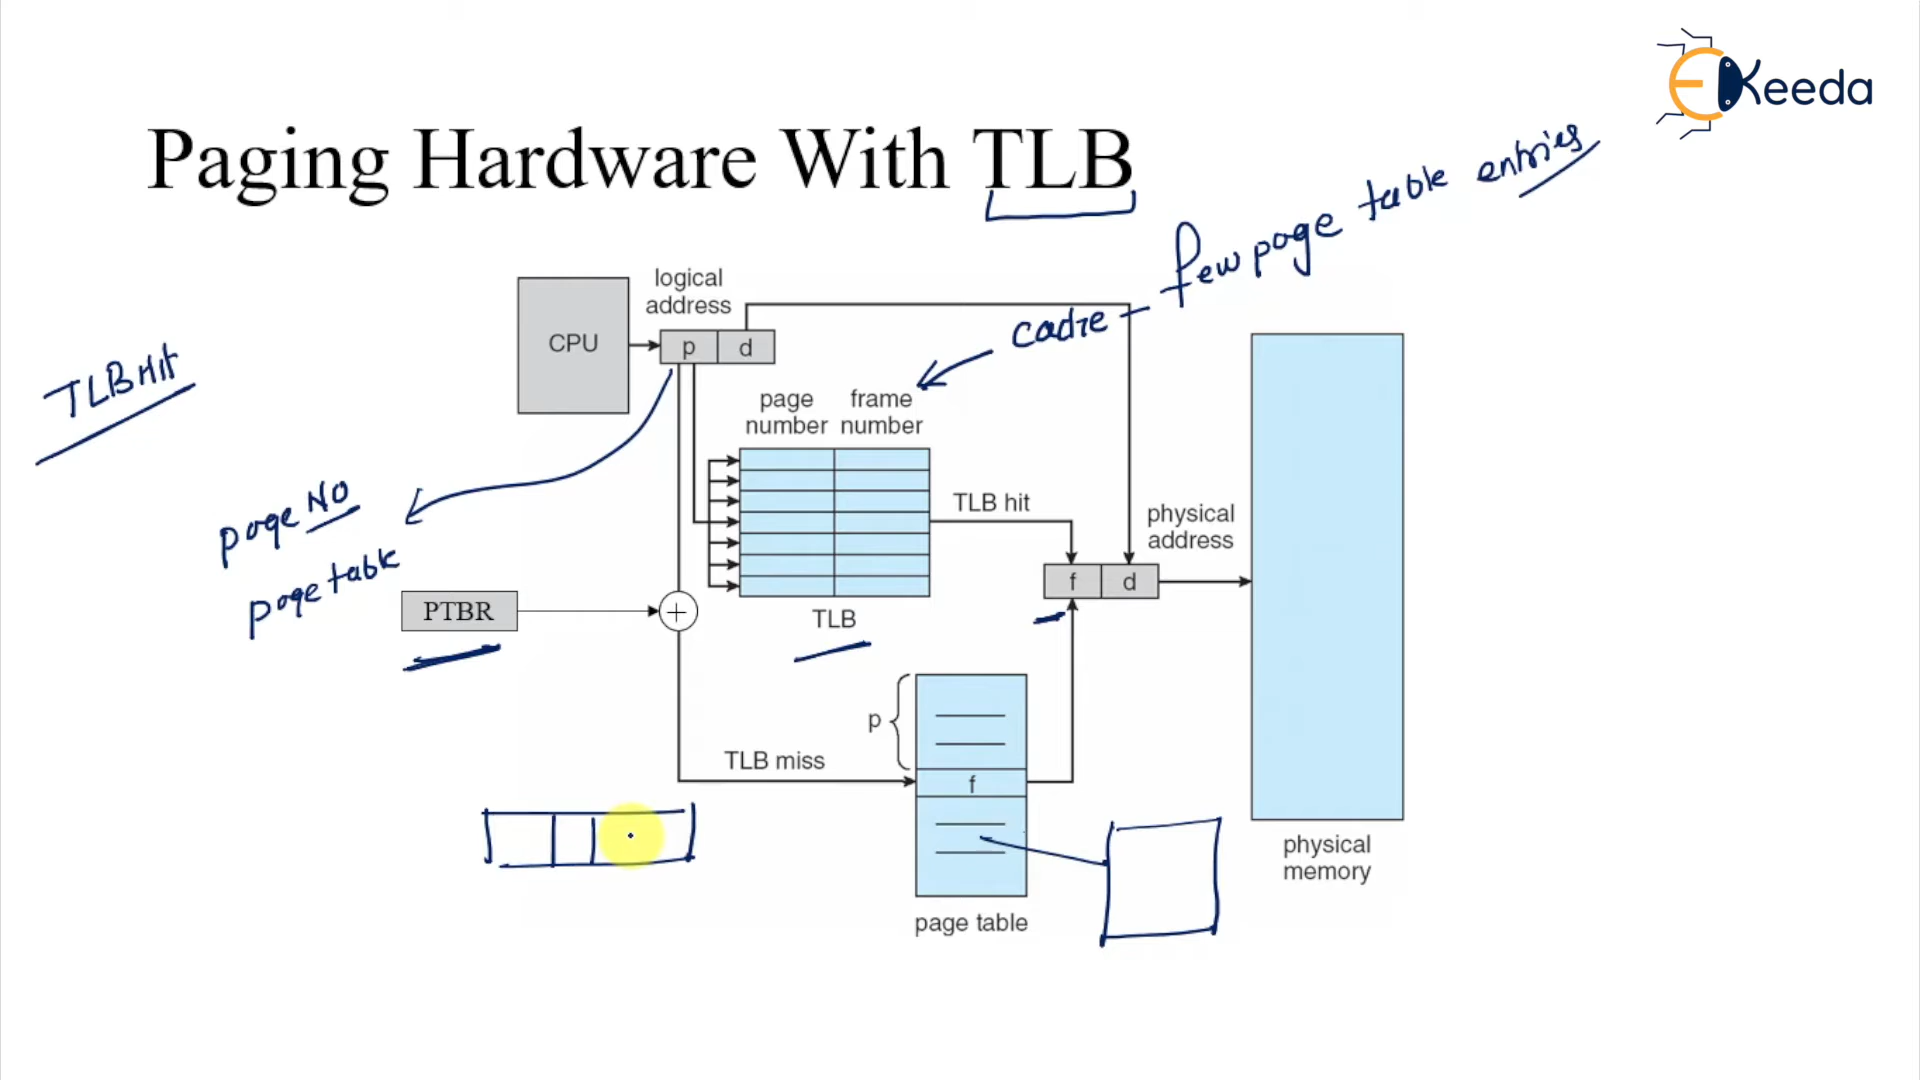 EKeeda
Paging Hardware With TLB
few page table entries
cache -
logical
address
CPU
p
d
TLB Hit
page
number
frame
number
page No
page table
TLB hit
physical
address
f
d
PTBR
+
TLB
p
TLB miss
f
physical
memory
page table